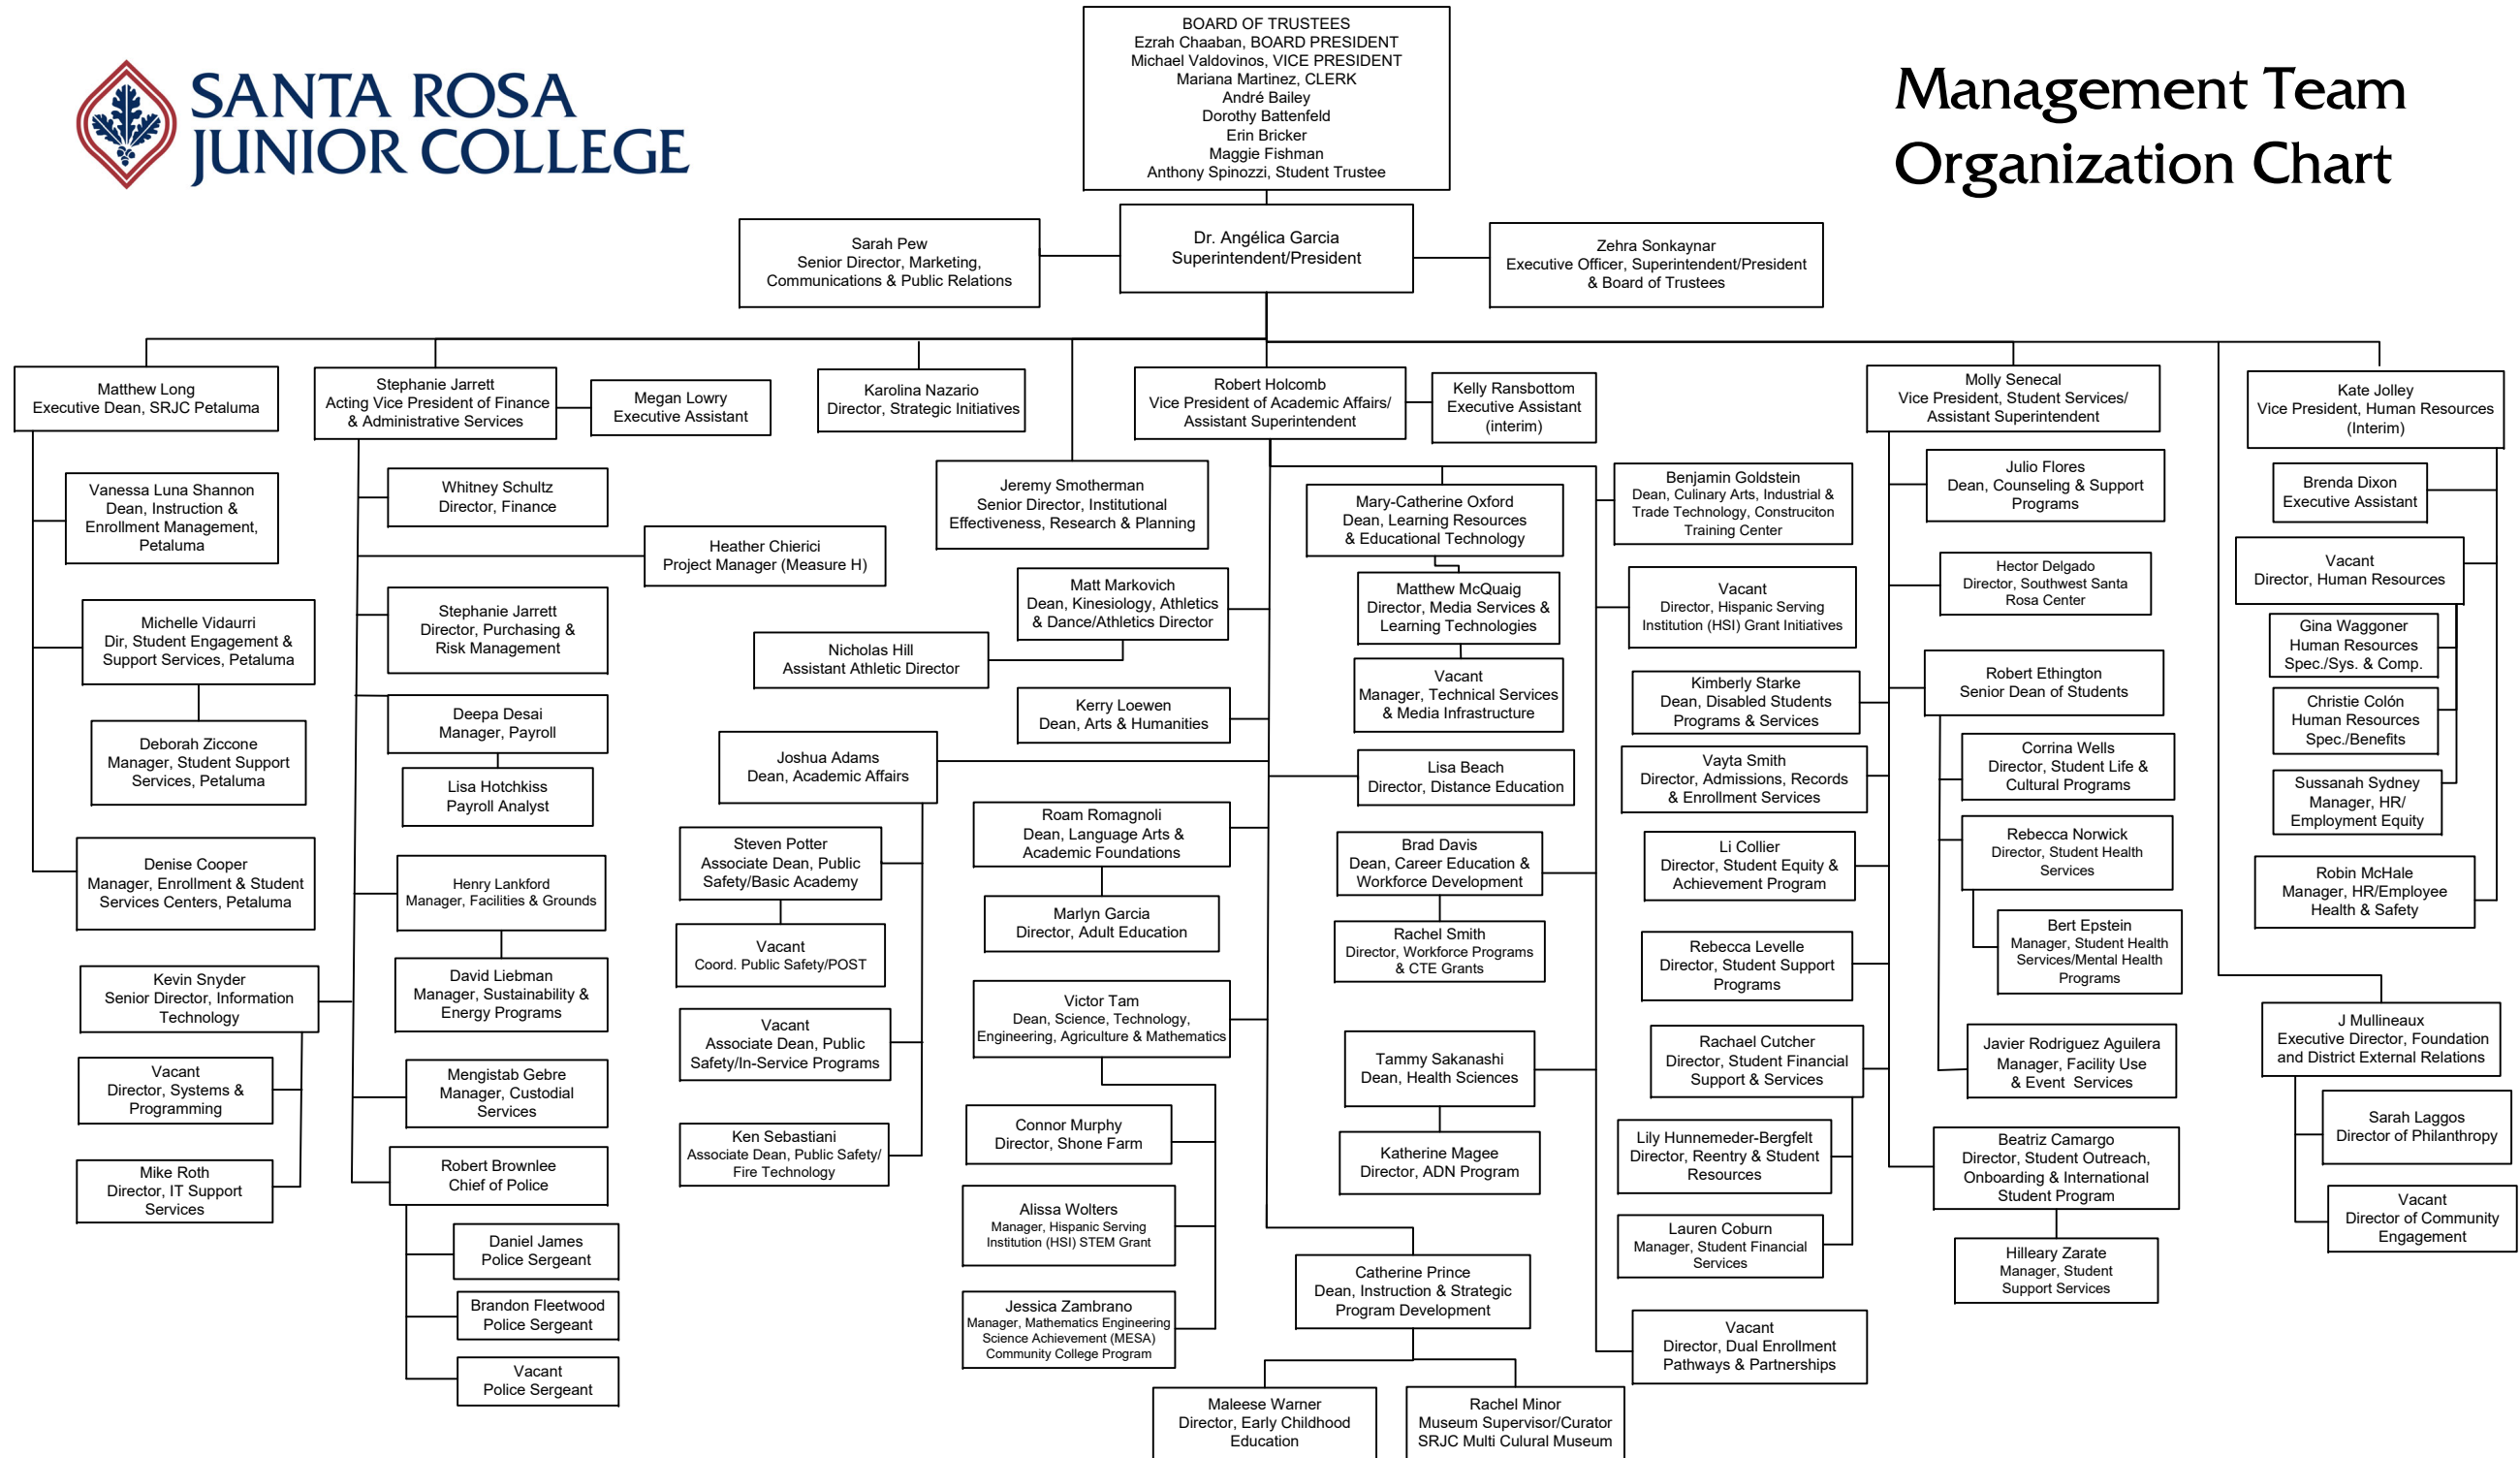 SANTA ROSA
JUNIOR COLLEGE
Management Team
Organization Chart
BOARD OF TRUSTEES
Ezrah Chaaban, BOARD PRESIDENT
Michael Valdovinos, VICE PRESIDENT
Mariana Martinez, CLERK
André Bailey
Dorothy Battenfeld
Erin Bricker
Maggie Fishman
Anthony Spinozzi, Student Trustee
Sarah Pew
Senior Director, Marketing,
Communications & Public Relations
Dr. Angélica Garcia
Superintendent/President
Zehra Sonkaynar
Executive Officer, Superintendent/President
& Board of Trustees
Matthew Long
Executive Dean, SRJC Petaluma
Vanessa Luna Shannon
Dean, Instruction &
Enrollment Management,
Petaluma
Michelle Vidaurri
Dir, Student Engagement &
Support Services, Petaluma
Deborah Ziccone
Manager, Student Support
Services, Petaluma
Denise Cooper
Manager, Enrollment & Student
Services Centers, Petaluma
Stephanie Jarrett
Acting Vice President of Finance
& Administrative Services
Megan Lowry
Executive Assistant
Whitney Schultz
Director, Finance
Heather Chierici
Project Manager (Measure H)
Stephanie Jarrett
Director, Purchasing &
Risk Management
Deepa Desai
Manager, Payroll
Lisa Hotchkiss
Payroll Analyst
Henry Lankford
Manager, Facilities & Grounds
David Liebman
Manager, Sustainability &
Energy Programs
Kevin Snyder
Senior Director, Information
Technology
Vacant
Director, Systems &
Programming
Mike Roth
Director, IT Support
Services
Mengistab Gebre
Manager, Custodial
Services
Robert Brownlee
Chief of Police
Daniel James
Police Sergeant
Brandon Fleetwood
Police Sergeant
Vacant
Police Sergeant
Karolina Nazario
Director, Strategic Initiatives
Jeremy Smotherman
Senior Director, Institutional
Effectiveness, Research & Planning
Robert Holcomb
Vice President of Academic Affairs/
Assistant Superintendent
Kelly Ransbottom
Executive Assistant
(interim)
Matt Markovich
Dean, Kinesiology, Athletics
& Dance/Athletics Director
Nicholas Hill
Assistant Athletic Director
Kerry Loewen
Dean, Arts & Humanities
Joshua Adams
Dean, Academic Affairs
Steven Potter
Associate Dean, Public
Safety/Basic Academy
Vacant
Coord. Public Safety/POST
Vacant
Associate Dean, Public
Safety/In-Service Programs
Ken Sebastiani
Associate Dean, Public Safety/
Fire Technology
Roam Romagnoli
Dean, Language Arts &
Academic Foundations
Marlyn Garcia
Director, Adult Education
Victor Tam
Dean, Science, Technology,
Engineering, Agriculture & Mathematics
Connor Murphy
Director, Shone Farm
Alissa Wolters
Manager, Hispanic Serving
Institution (HSI) STEM Grant
Jessica Zambrano
Manager, Mathematics Engineering
Science Achievement (MESA)
Community College Program
Mary-Catherine Oxford
Dean, Learning Resources
& Educational Technology
Matthew McQuaig
Director, Media Services &
Learning Technologies
Vacant
Manager, Technical Services
& Media Infrastructure
Lisa Beach
Director, Distance Education
Brad Davis
Dean, Career Education &
Workforce Development
Rachel Smith
Director, Workforce Programs
& CTE Grants
Tammy Sakanashi
Dean, Health Sciences
Katherine Magee
Director, ADN Program
Catherine Prince
Dean, Instruction & Strategic
Program Development
Maleese Warner
Director, Early Childhood
Education
Rachel Minor
Museum Supervisor/Curator
SRJC Multi Culural Museum
Benjamin Goldstein
Dean, Culinary Arts, Industrial &
Trade Technology, Construciton
Training Center
Vacant
Director, Hispanic Serving
Institution (HSI) Grant Initiatives
Vacant
Director, Dual Enrollment
Pathways & Partnerships
Molly Senecal
Vice President, Student Services/
Assistant Superintendent
Julio Flores
Dean, Counseling & Support
Programs
Hector Delgado
Director, Southwest Santa
Rosa Center
Kimberly Starke
Dean, Disabled Students
Programs & Services
Robert Ethington
Senior Dean of Students
Vayta Smith
Director, Admissions, Records
& Enrollment Services
Corrina Wells
Director, Student Life &
Cultural Programs
Li Collier
Director, Student Equity &
Achievement Program
Rebecca Norwick
Director, Student Health
Services
Bert Epstein
Manager, Student Health
Services/Mental Health
Programs
Rebecca Levelle
Director, Student Support
Programs
Rachael Cutcher
Director, Student Financial
Support & Services
Javier Rodriguez Aguilera
Manager, Facility Use
& Event Services
Lily Hunnemeder-Bergfelt
Director, Reentry & Student
Resources
Lauren Coburn
Manager, Student Financial
Services
Beatriz Camargo
Director, Student Outreach,
Onboarding & International
Student Program
Hilleary Zarate
Manager, Student
Support Services
Kate Jolley
Vice President, Human Resources
(Interim)
Brenda Dixon
Executive Assistant
Vacant
Director, Human Resources
Gina Waggoner
Human Resources
Spec./Sys. & Comp.
Christie Colón
Human Resources
Spec./Benefits
Sussanah Sydney
Manager, HR/
Employment Equity
Robin McHale
Manager, HR/Employee
Health & Safety
J Mullineaux
Executive Director, Foundation
and District External Relations
Sarah Laggos
Director of Philanthropy
Vacant
Director of Community
Engagement